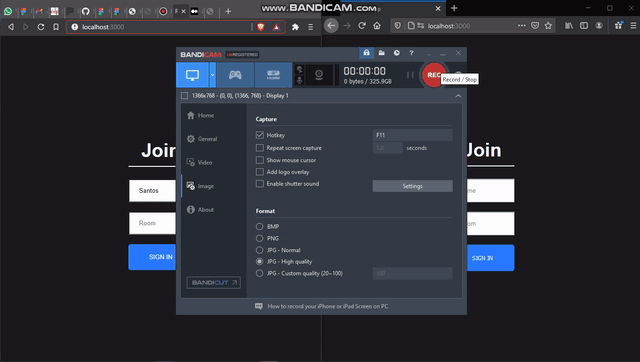 www.BANDICAM.com
localhost:3000
localhost:3000
BANDICAM UNREGISTERED
00:00:00
0 bytes / 325.9GB
REC
Record / Stop
1366x768 - (0, 0), (1366, 768) - Display 1
Home
General
Video
Image
About
BANDICUT
Capture
Hotkey
F11
Repeat screen capture
1.0
seconds
Show mouse cursor
Add logo overlay
Enable shutter sound
Settings
Format
BMP
PNG
JPG - Normal
JPG - High quality
JPG - Custom quality (20~100)
100
How to record your iPhone or iPad Screen on PC
Join
Santos
Room
SIGN IN
Join
SIGN IN